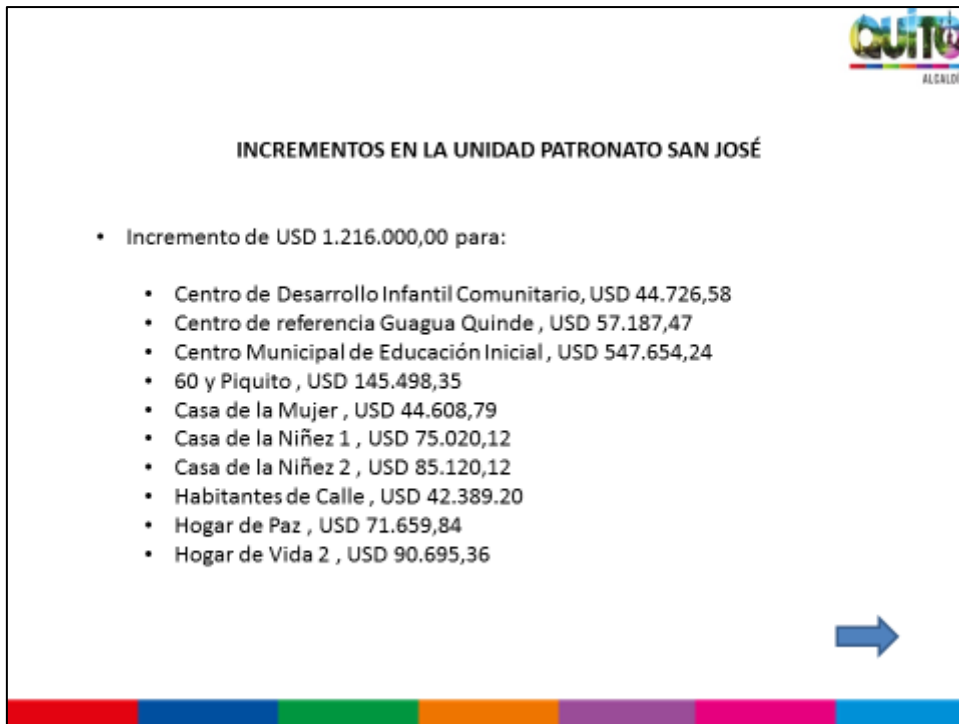 QUITO
ALCALDÍ
INCREMENTOS EN LA UNIDAD PATRONATO SAN JOSÉ
• Incremento de USD 1.216.000,00 para:
• Centro de Desarrollo Infantil Comunitario, USD 44.726,58
• Centro de referencia Guagua Quinde , USD 57.187,47
• Centro Municipal de Educación Inicial , USD 547.654,24
• 60 y Piquito , USD 145.498,35
• Casa de la Mujer , USD 44.608,79
• Casa de la Niñez 1 , USD 75.020,12
• Casa de la Niñez 2 , USD 85.120,12
• Habitantes de Calle , USD 42.389.20
• Hogar de Paz , USD 71.659,84
• Hogar de Vida 2 , USD 90.695,36